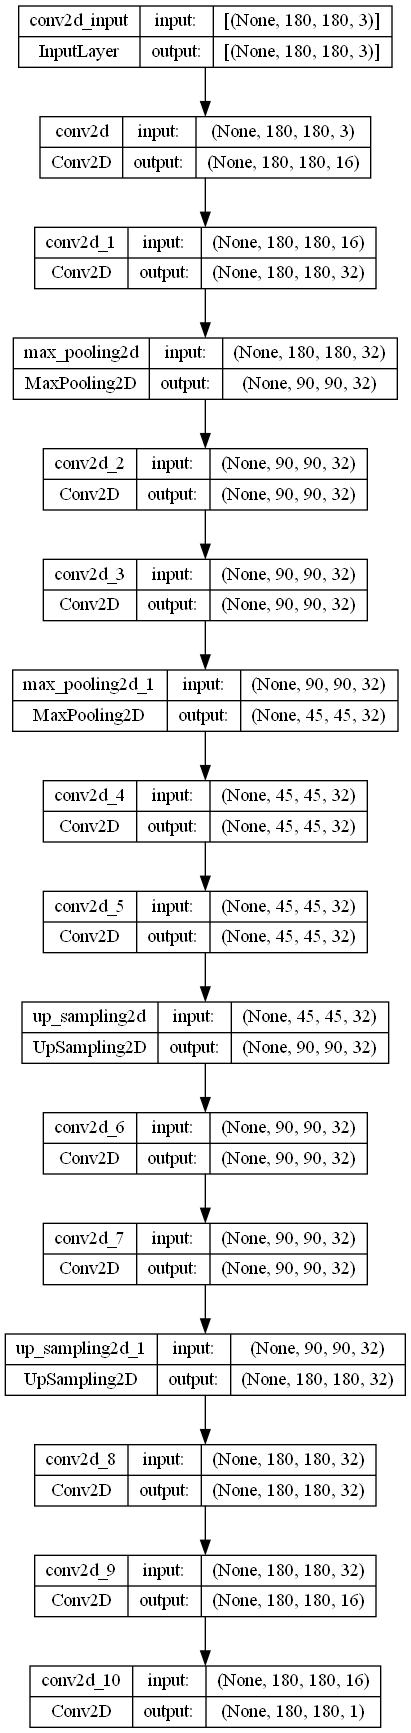 conv2d_input input: [(None, 180, 180, 3)]
InputLayer output: [(None, 180, 180, 3)]
conv2d input: (None, 180, 180, 3)
Conv2D output: (None, 180, 180, 16)
conv2d_1 input: (None, 180, 180, 16)
Conv2D output: (None, 180, 180, 32)
max_pooling2d input: (None, 180, 180, 32)
MaxPooling2D output: (None, 90, 90, 32)
conv2d_2 input: (None, 90, 90, 32)
Conv2D output: (None, 90, 90, 32)
conv2d_3 input: (None, 90, 90, 32)
Conv2D output: (None, 90, 90, 32)
max_pooling2d_1 input: (None, 90, 90, 32)
MaxPooling2D output: (None, 45, 45, 32)
conv2d_4 input: (None, 45, 45, 32)
Conv2D output: (None, 45, 45, 32)
conv2d_5 input: (None, 45, 45, 32)
Conv2D output: (None, 45, 45, 32)
up_sampling2d input: (None, 45, 45, 32)
UpSampling2D output: (None, 90, 90, 32)
conv2d_6 input: (None, 90, 90, 32)
Conv2D output: (None, 90, 90, 32)
conv2d_7 input: (None, 90, 90, 32)
Conv2D output: (None, 90, 90, 32)
up_sampling2d_1 input: (None, 90, 90, 32)
UpSampling2D output: (None, 180, 180, 32)
conv2d_8 input: (None, 180, 180, 32)
Conv2D output: (None, 180, 180, 32)
conv2d_9 input: (None, 180, 180, 32)
Conv2D output: (None, 180, 180, 16)
conv2d_10 input: (None, 180, 180, 16)
Conv2D output: (None, 180, 180, 1)